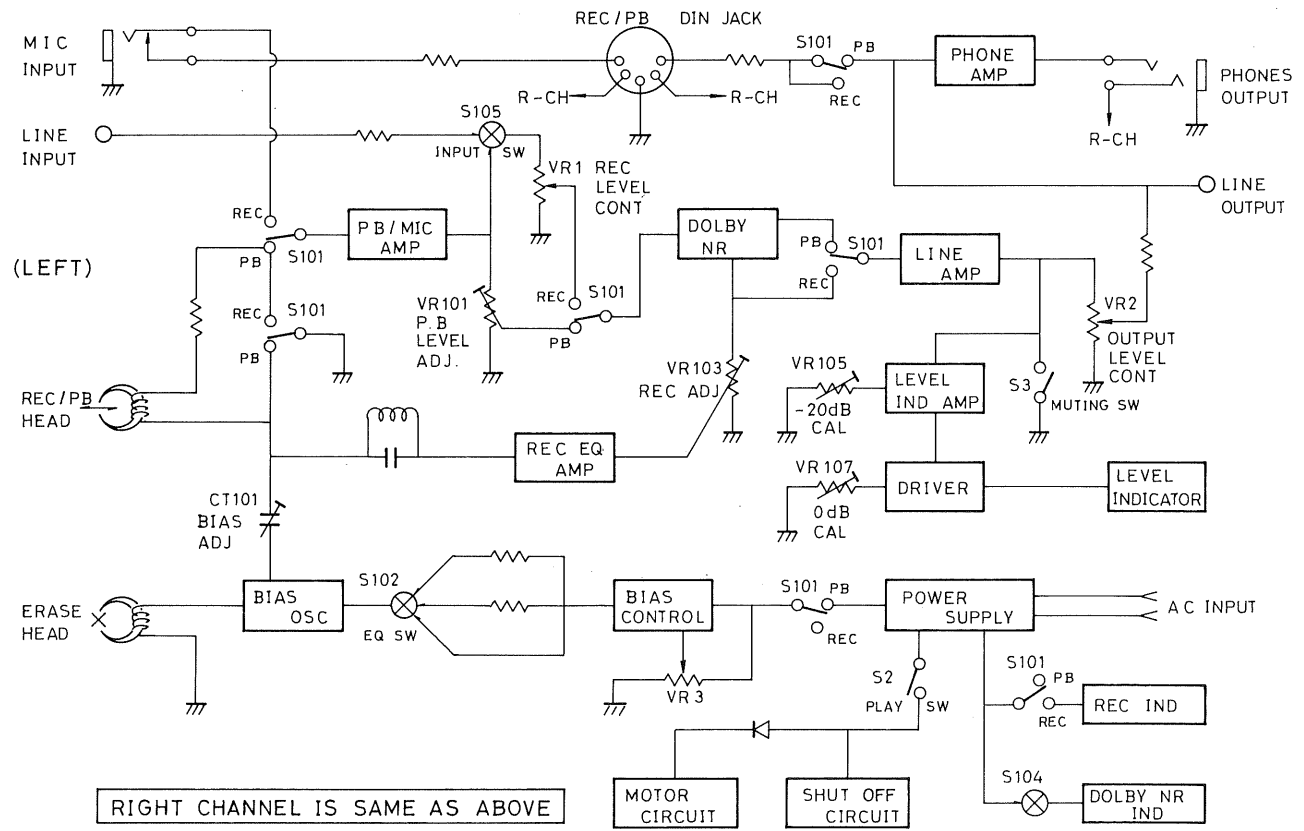 REC/PB DIN JACK
MIC
INPUT
S101
PB
REC
PHONE
AMP
PHONES
OUTPUT
R-CH
R-CH
R-CH
LINE
INPUT
S105
INPUT SW
VR1
REC
LEVEL
CONT
LINE
OUTPUT
REC
PB
S101
PB/MIC
AMP
DOLBY
NR
PB
S101
REC
LINE
AMP
(LEFT)
REC
S101
PB
VR101
P.B
LEVEL
ADJ.
REC
S101
PB
VR2
OUTPUT
LEVEL
CONT
VR103
REC ADJ
VR105
-20dB
CAL
LEVEL
IND AMP
S3
MUTING SW
REC/PB
HEAD
REC EQ
AMP
VR107
0dB
CAL
DRIVER
LEVEL
INDICATOR
CT101
BIAS
ADJ
ERASE
HEAD
BIAS
OSC
S102
EQ SW
BIAS
CONTROL
VR3
S101
PB
REC
POWER
SUPPLY
AC INPUT
S2
PLAY SW
S101
PB
REC
REC IND
MOTOR
CIRCUIT
SHUT OFF
CIRCUIT
S104
DOLBY NR
IND
RIGHT CHANNEL IS SAME AS ABOVE